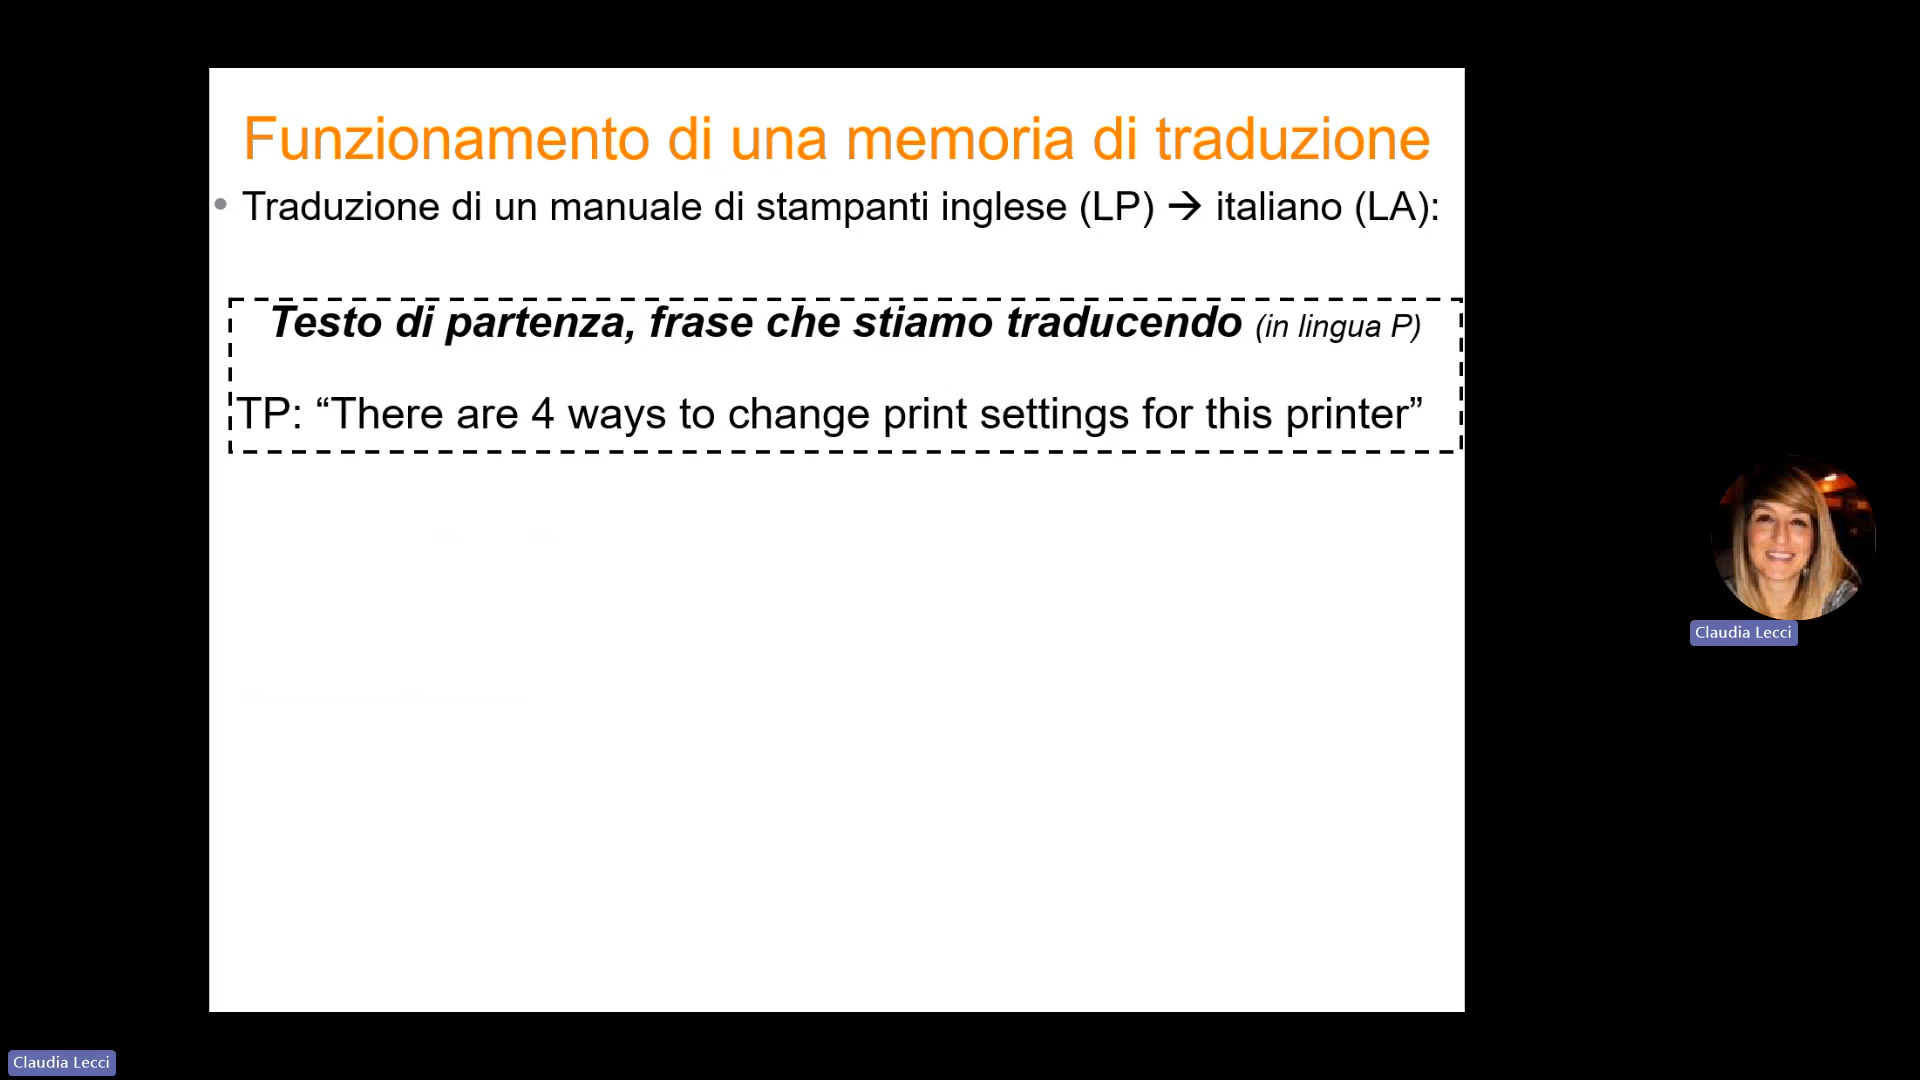 Funzionamento di una memoria di traduzione
• Traduzione di un manuale di stampanti inglese (LP) → italiano (LA):
Testo di partenza, frase che stiamo traducendo (in lingua P)
TP: “There are 4 ways to change print settings for this printer”
Claudia Lecci
Claudia Lecci